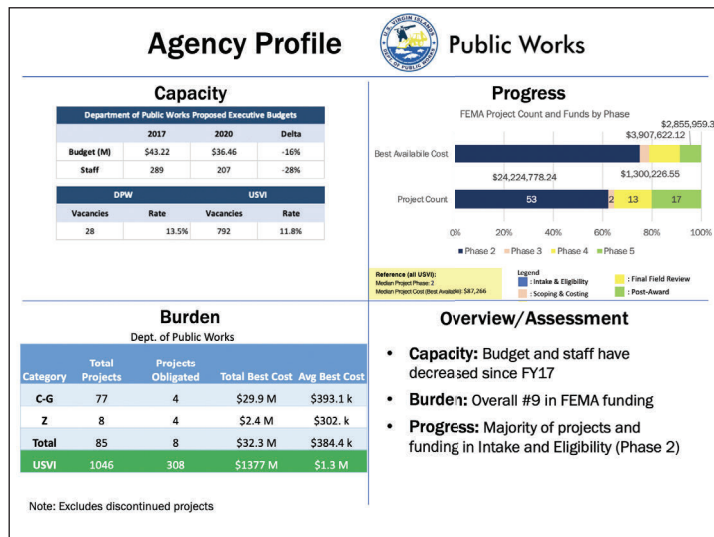 Agency Profile
U.S. VIRGIN ISLANDS
DEPT. OF PUBLIC WORKS
Public Works
Capacity
Department of Public Works Proposed Executive Budgets
2017 2020 Delta
Budget (M) $43.22 $36.46 -16%
Staff 289 207 -28%
DPW USVI
Vacancies Rate Vacancies Rate
28 13.5% 792 11.8%
Progress
FEMA Project Count and Funds by Phase
$2,855,959.3
$3,907,622.12
Best Availabile Cost
$24,224,778.24 $1,300,226.55
Project Count 53 2 13 17
0% 20% 40% 60% 80% 100%
Phase 2 Phase 3 Phase 4 Phase 5
Reference (all USVI):
Median Project Phase: 2
Median Project Cost (Best Available): $87,266
Legend
: Intake & Eligibility
: Scoping & Costing
: Final Field Review
: Post-Award
Burden
Dept. of Public Works
Category Total Projects Projects Obligated Total Best Cost Avg Best Cost
C-G 77 4 $29.9 M $393.1 k
Z 8 4 $2.4 M $302. k
Total 85 8 $32.3 M $384.4 k
USVI 1046 308 $1377 M $1.3 M
Note: Excludes discontinued projects
Overview/Assessment
• Capacity: Budget and staff have
decreased since FY17
• Burden: Overall #9 in FEMA funding
• Progress: Majority of projects and
funding in Intake and Eligibility (Phase 2)